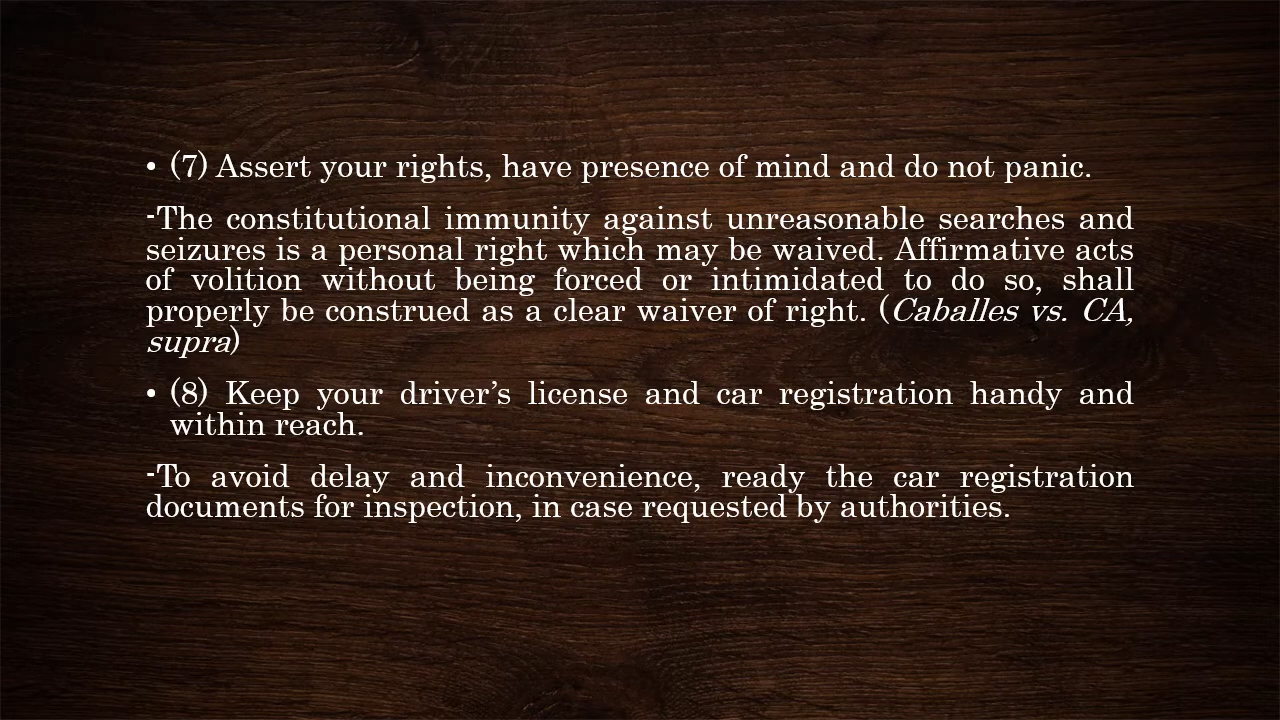 • (7) Assert your rights, have presence of mind and do not panic.
-The constitutional immunity against unreasonable searches and
seizures is a personal right which may be waived. Affirmative acts
of volition without being forced or intimidated to do so, shall
properly be construed as a clear waiver of right. (Caballes vs. CA,
supra)
• (8) Keep your driver’s license and car registration handy and
within reach.
-To avoid delay and inconvenience, ready the car registration
documents for inspection, in case requested by authorities.